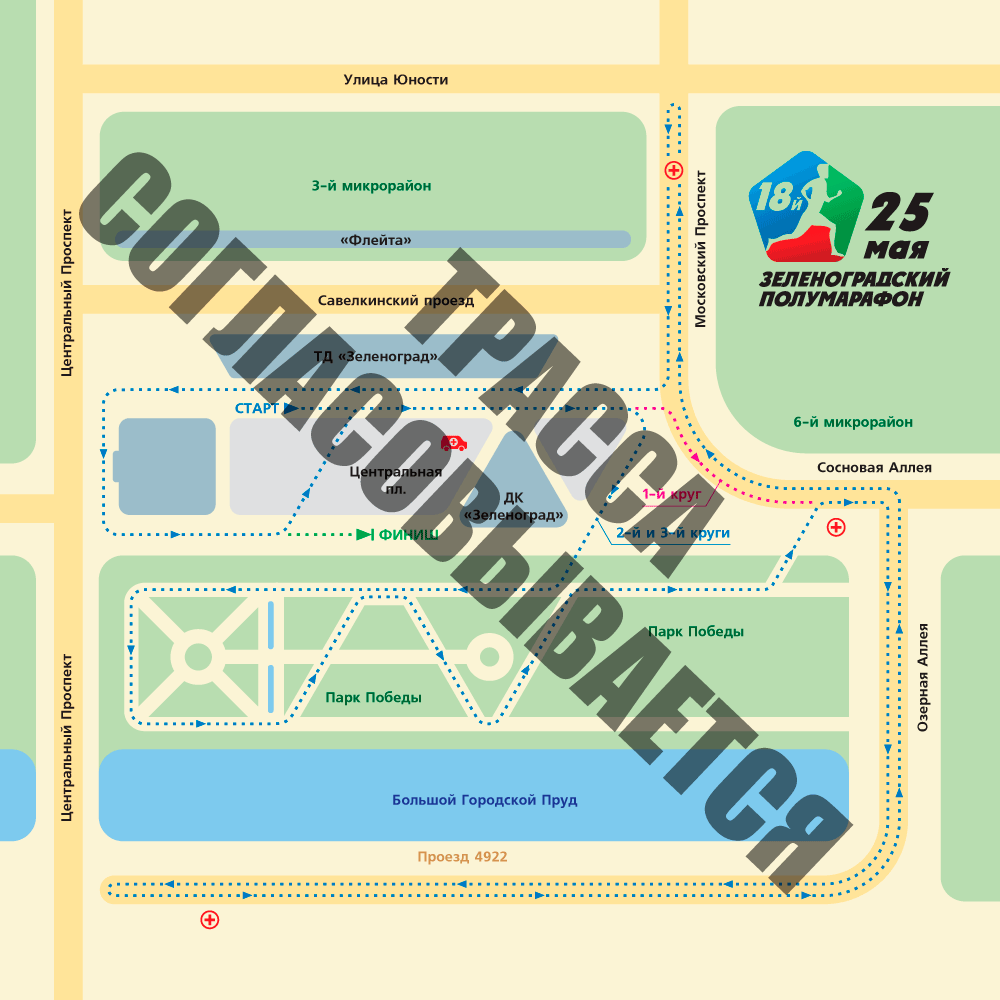 Улица Юности
3-й микрорайон
«Флейта»
Савелкинский проезд
ТД «Зеленоград»
Центральный Проспект
Московский Проспект
18й
25
мая
ЗЕЛЕНОГРАДСКИЙ
ПОЛУМАРАФОН
6-й микрорайон
Сосновая Аллея
СТАРТ
Центральная
пл.
ДК
«Зеленоград»
1-й круг
2-й и 3-й круги
ФИНИШ
Парк Победы
Парк Победы
Озерная Аллея
Центральный Проспект
Большой Городской Пруд
Проезд 4922
ТРАССА
СОГЛАСОВЫВАЕТСЯ